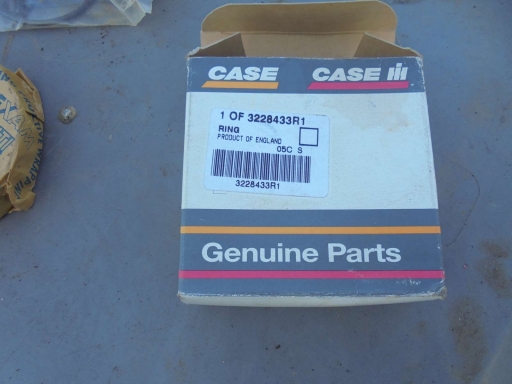 CASE CASE IH
1 OF 3228433R1
RING
PRODUCT OF ENGLAND
05C S
3228433R1
Genuine Parts